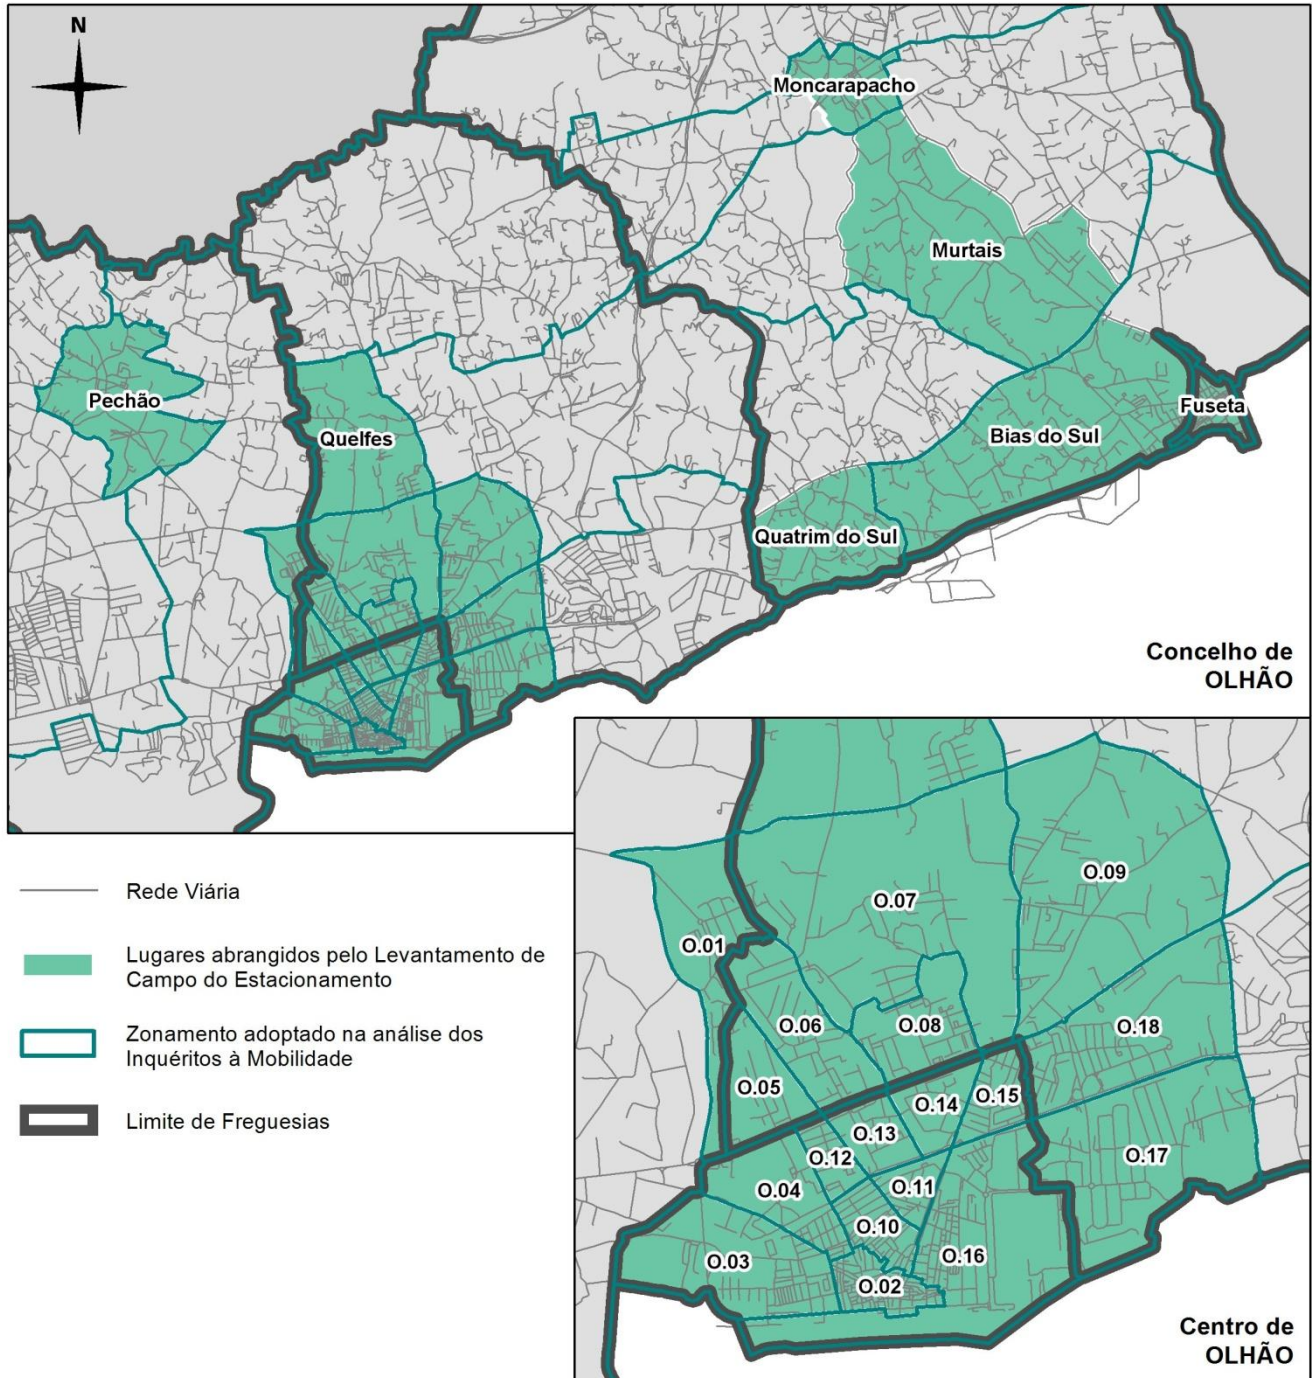 N
Moncarapacho
Murtais
Pechão
Quelfes
Fuseta
Bias do Sul
Quatrim do Sul
Concelho de
OLHÃO
Rede Viária
Lugares abrangidos pelo Levantamento de
Campo do Estacionamento
Zonamento adoptado na análise dos
Inquéritos à Mobilidade
Limite de Freguesias
O.09
O.07
O.01
O.06
O.08
O.18
O.05
O.14
O.15
O.13
O.12
O.17
O.04
O.11
O.10
O.03
O.16
O.02
Centro de
OLHÃO